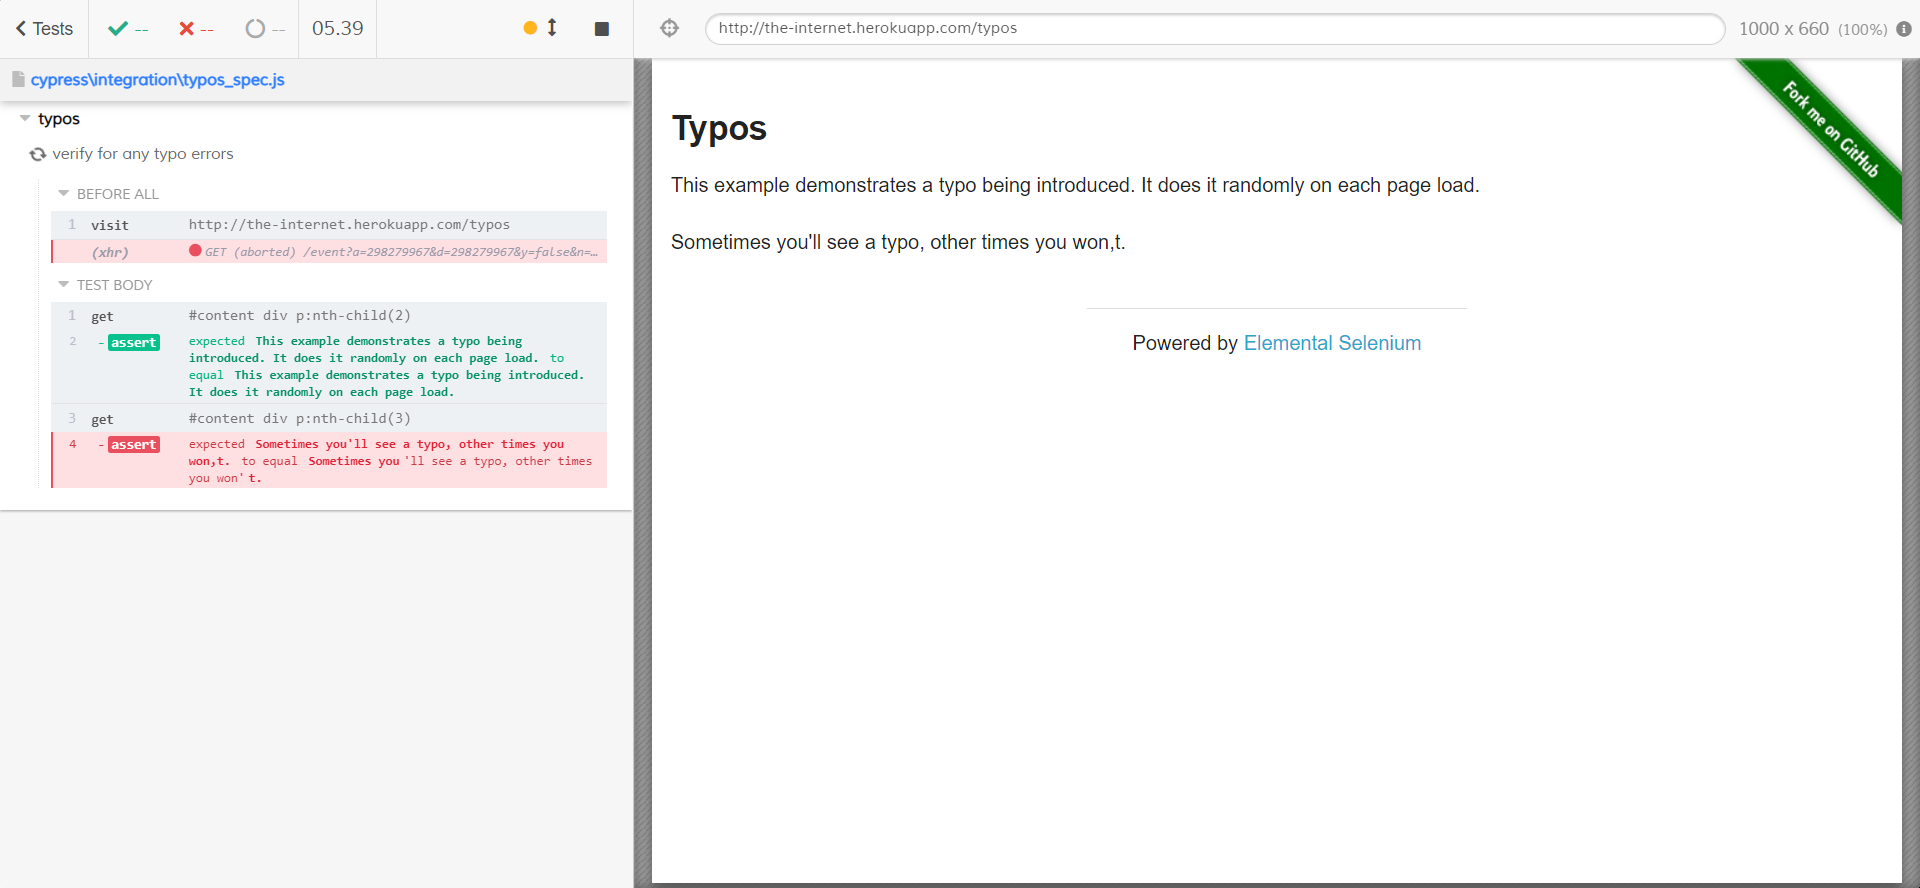 Tests -- -- -- 05.39
http://the-internet.herokuapp.com/typos 1000 x 660 (100%)
cypress\integration\typos_spec.js
typos
verify for any typo errors
BEFORE ALL
1 visit http://the-internet.herokuapp.com/typos
(xhr) GET (aborted) /event?a=298279967&d=298279967&y=false&n=…
TEST BODY
1 get #content div p:nth-child(2)
2 - assert expected This example demonstrates a typo being
introduced. It does it randomly on each page load. to
equal This example demonstrates a typo being introduced.
It does it randomly on each page load.
3 get #content div p:nth-child(3)
4 - assert expected Sometimes you'll see a typo, other times you
won,t. to equal Sometimes you 'll see a typo, other times
you won' t.
Fork me on GitHub
Typos
This example demonstrates a typo being introduced. It does it randomly on each page load.
Sometimes you'll see a typo, other times you won,t.
Powered by Elemental Selenium